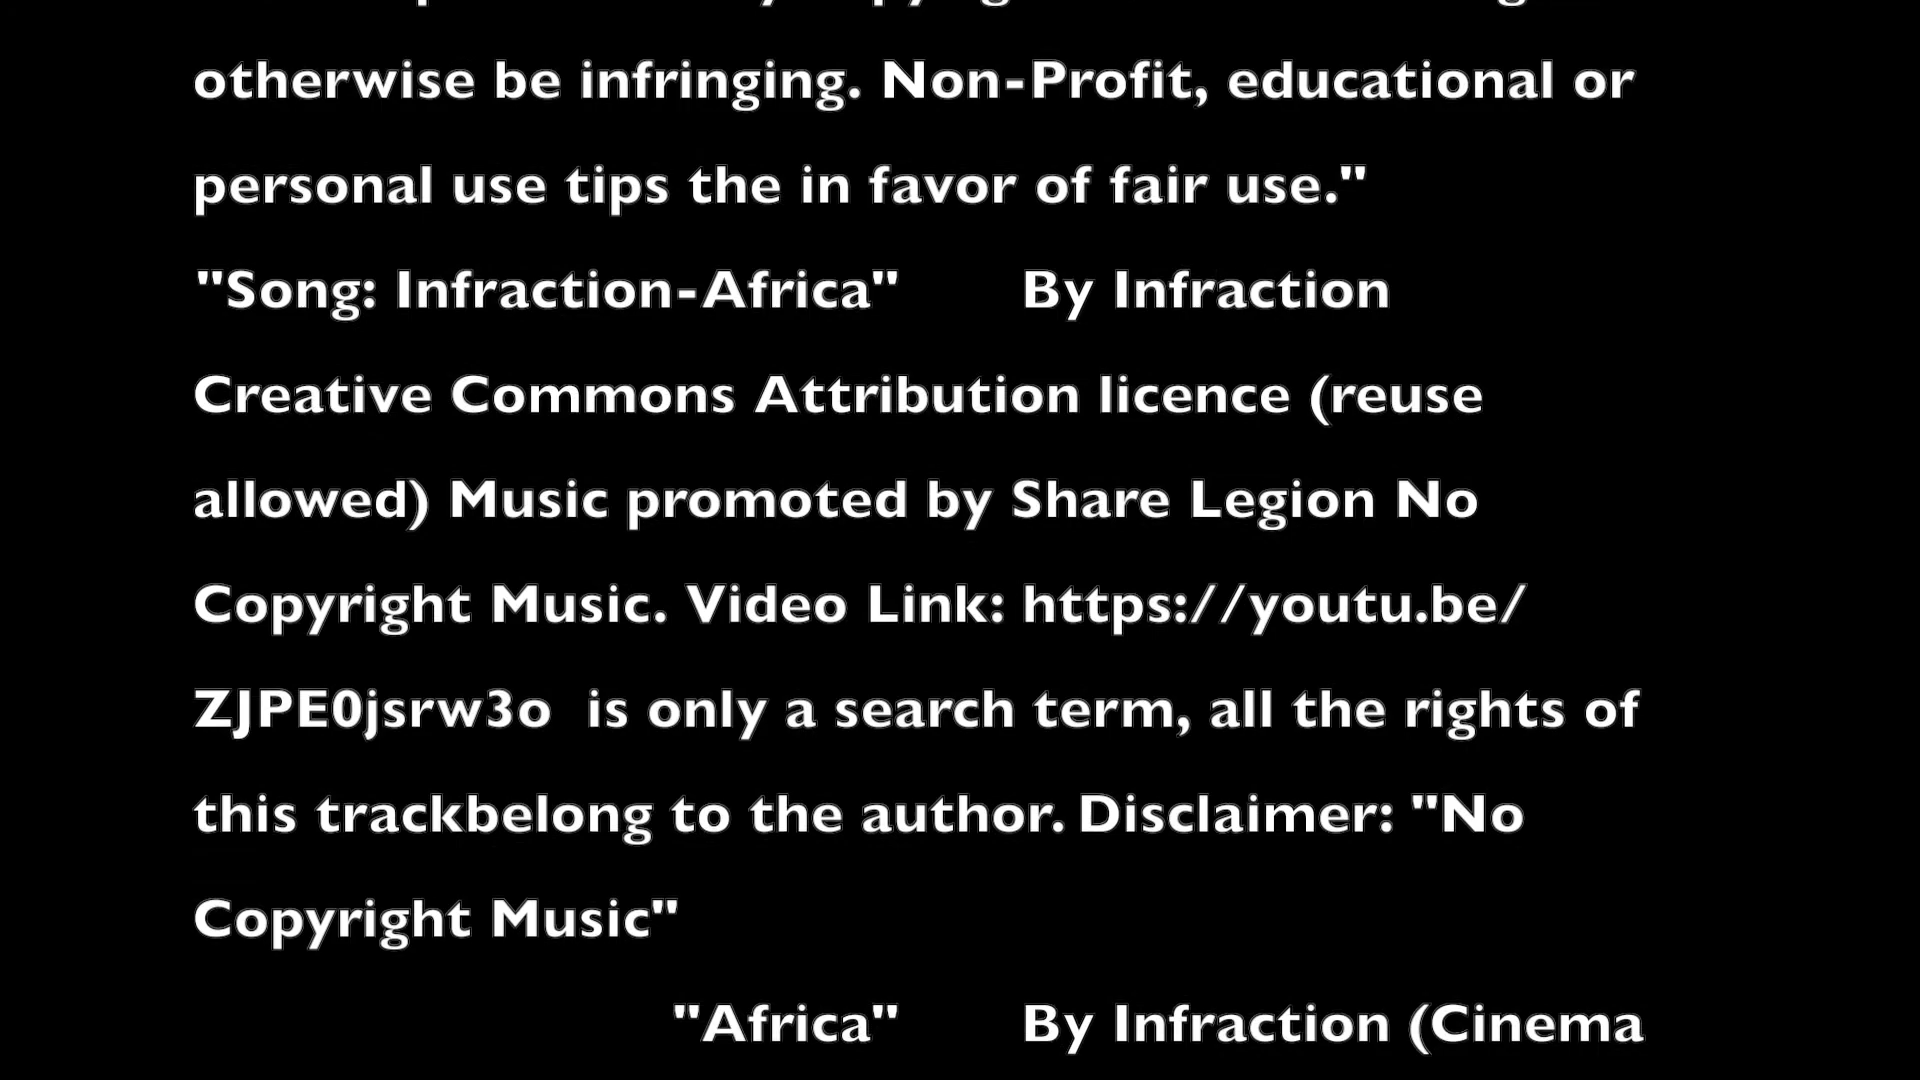 otherwise be infringing. Non-Profit, educational or
personal use tips the in favor of fair use."
"Song: Infraction-Africa" By Infraction
Creative Commons Attribution licence (reuse
allowed) Music promoted by Share Legion No
Copyright Music. Video Link: https://youtu.be/
ZJPE0jsrw3o is only a search term, all the rights of
this trackbelong to the author. Disclaimer: "No
Copyright Music"
"Africa" By Infraction (Cinema